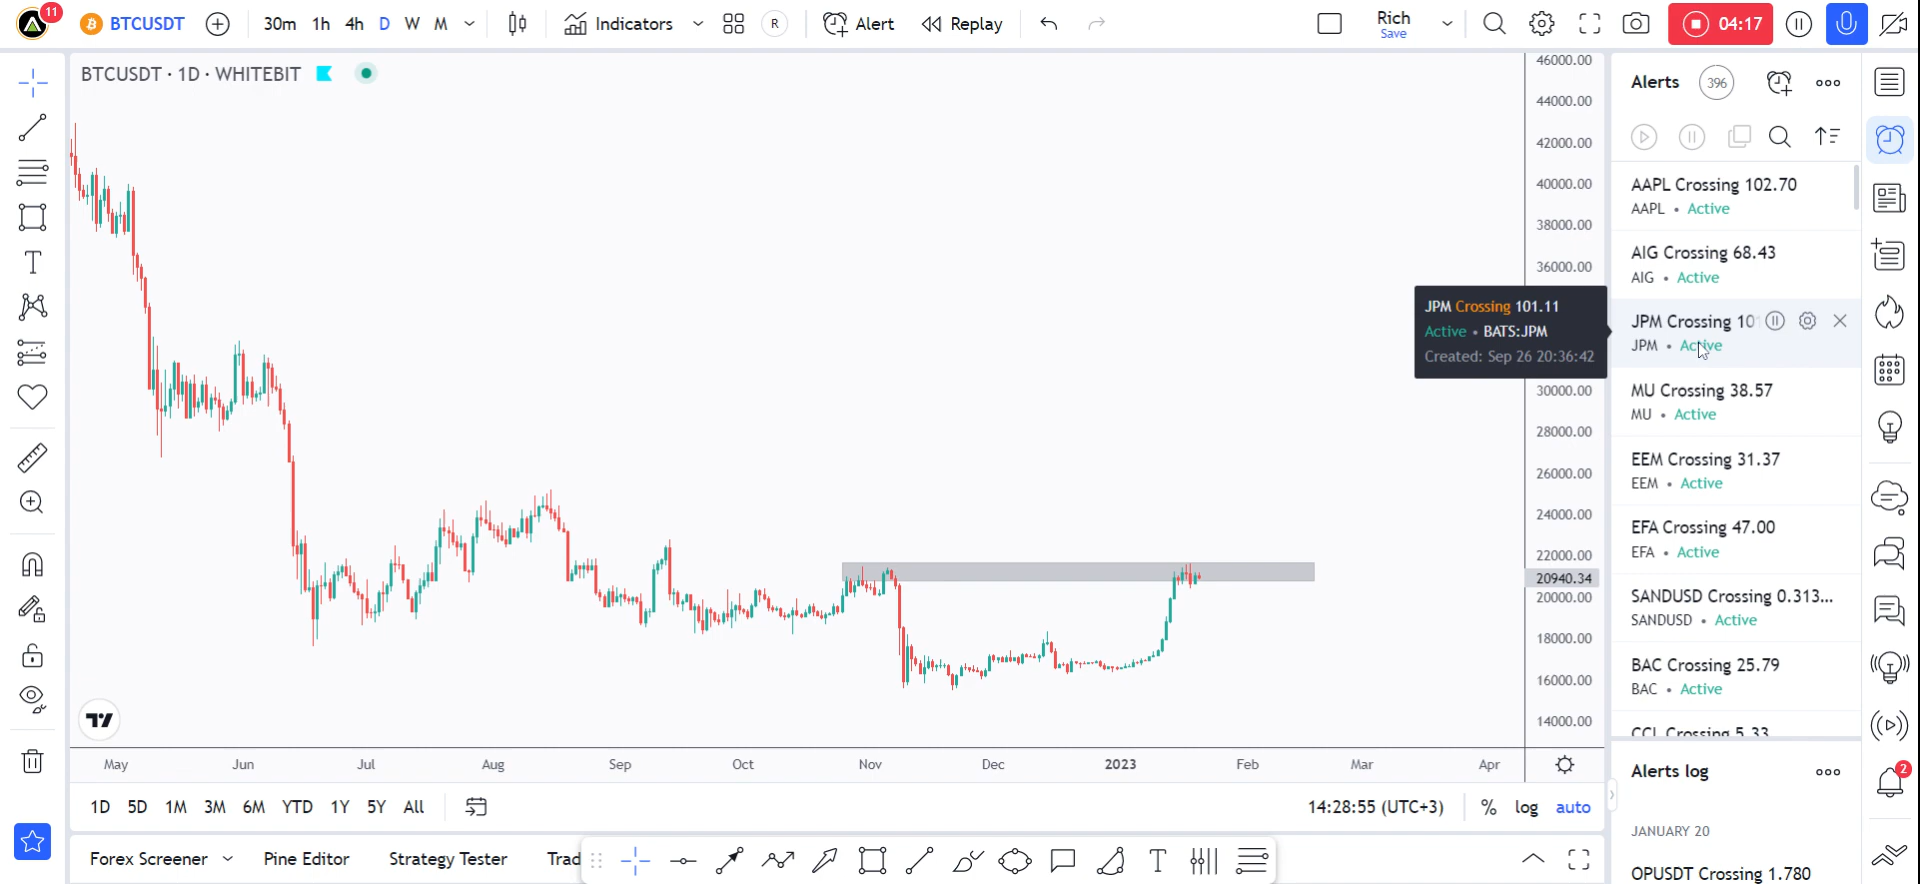 11
BTCUSDT
30m 1h 4h D W M
Indicators
R
Alert
Replay
Rich
Save
04:17
BTCUSDT · 1D · WHITEBIT
46000.00
44000.00
42000.00
40000.00
38000.00
36000.00
30000.00
28000.00
26000.00
24000.00
22000.00
20940.34
20000.00
18000.00
16000.00
14000.00
JPM Crossing 101.11
Active • BATS:JPM
Created: Sep 26 20:36:42
May Jun Jul Aug Sep Oct Nov Dec 2023 Feb Mar Apr
1D 5D 1M 3M 6M YTD 1Y 5Y All
14:28:55 (UTC+3)
% log auto
Forex Screener
Pine Editor
Strategy Tester
Trad
T
Alerts
396
AAPL Crossing 102.70
AAPL • Active
AIG Crossing 68.43
AIG • Active
JPM Crossing 10
JPM • Active
MU Crossing 38.57
MU • Active
EEM Crossing 31.37
EEM • Active
EFA Crossing 47.00
EFA • Active
SANDUSD Crossing 0.313...
SANDUSD • Active
BAC Crossing 25.79
BAC • Active
CCL Crossing 5.33
Alerts log
JANUARY 20
OPUSDT Crossing 1.780
2